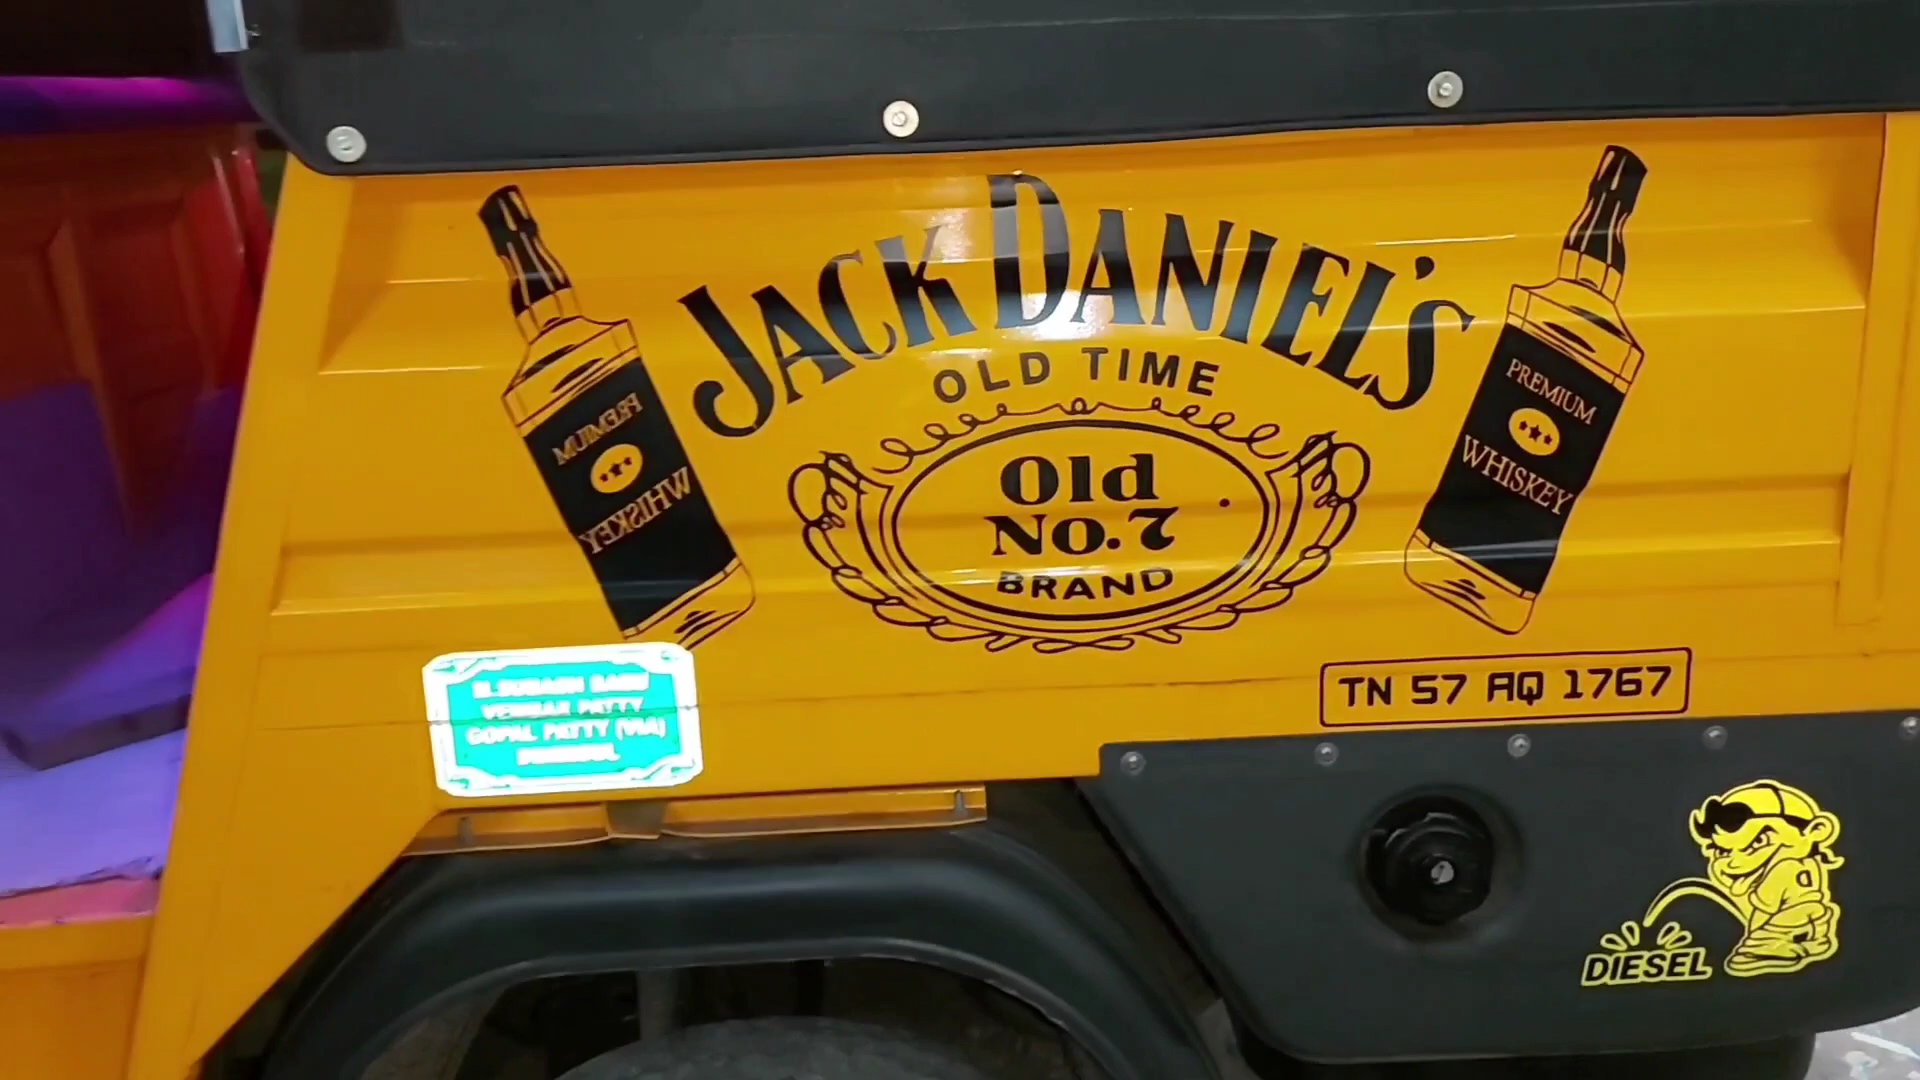 JACK DANIEL'S
OLD TIME
Old
No.7
BRAND
PREMIUM
WHISKEY
PREMIUM
WHISKEY
GOPAL PATTY (VIA)
TN 57 AQ 1767
DIESEL